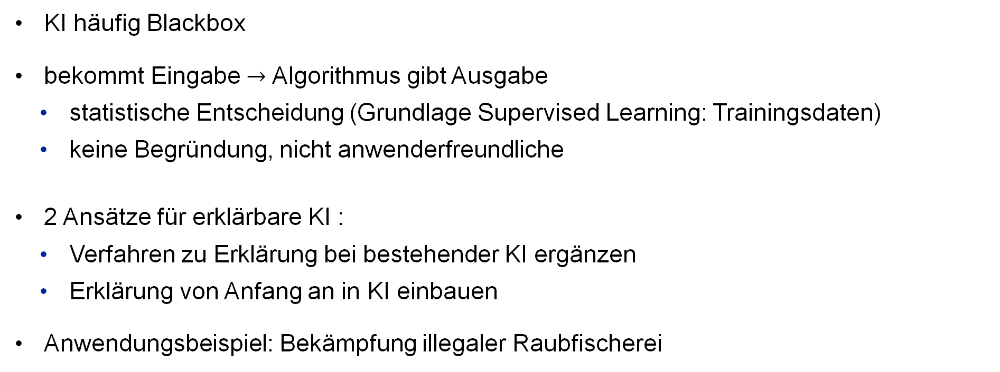 • KI häufig Blackbox
• bekommt Eingabe → Algorithmus gibt Ausgabe
• statistische Entscheidung (Grundlage Supervised Learning: Trainingsdaten)
• keine Begründung, nicht anwenderfreundliche
• 2 Ansätze für erklärbare KI :
• Verfahren zu Erklärung bei bestehender KI ergänzen
• Erklärung von Anfang an in KI einbauen
• Anwendungsbeispiel: Bekämpfung illegaler Raubfischerei